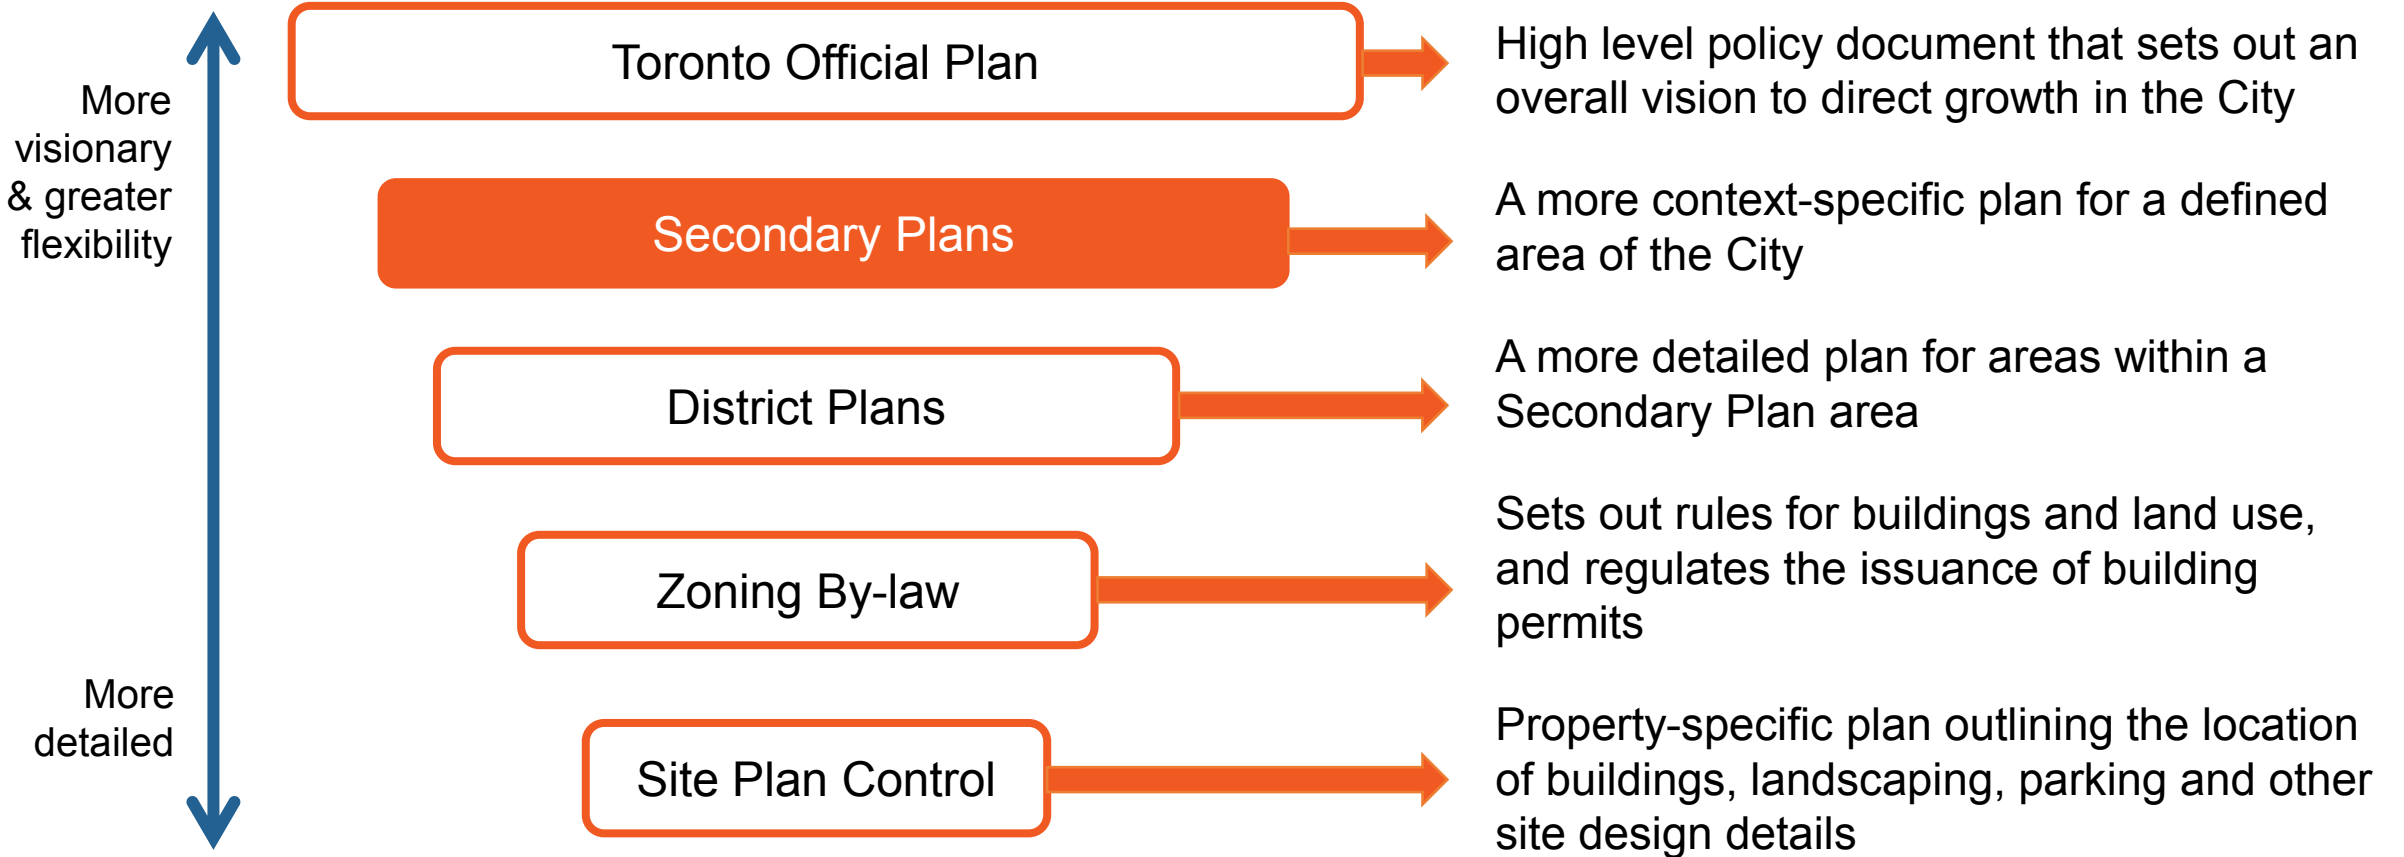 More
visionary
& greater
flexibility
More
detailed
Toronto Official Plan
High level policy document that sets out an
overall vision to direct growth in the City
Secondary Plans
A more context-specific plan for a defined
area of the City
District Plans
A more detailed plan for areas within a
Secondary Plan area
Zoning By-law
Sets out rules for buildings and land use,
and regulates the issuance of building
permits
Site Plan Control
Property-specific plan outlining the location
of buildings, landscaping, parking and other
site design details